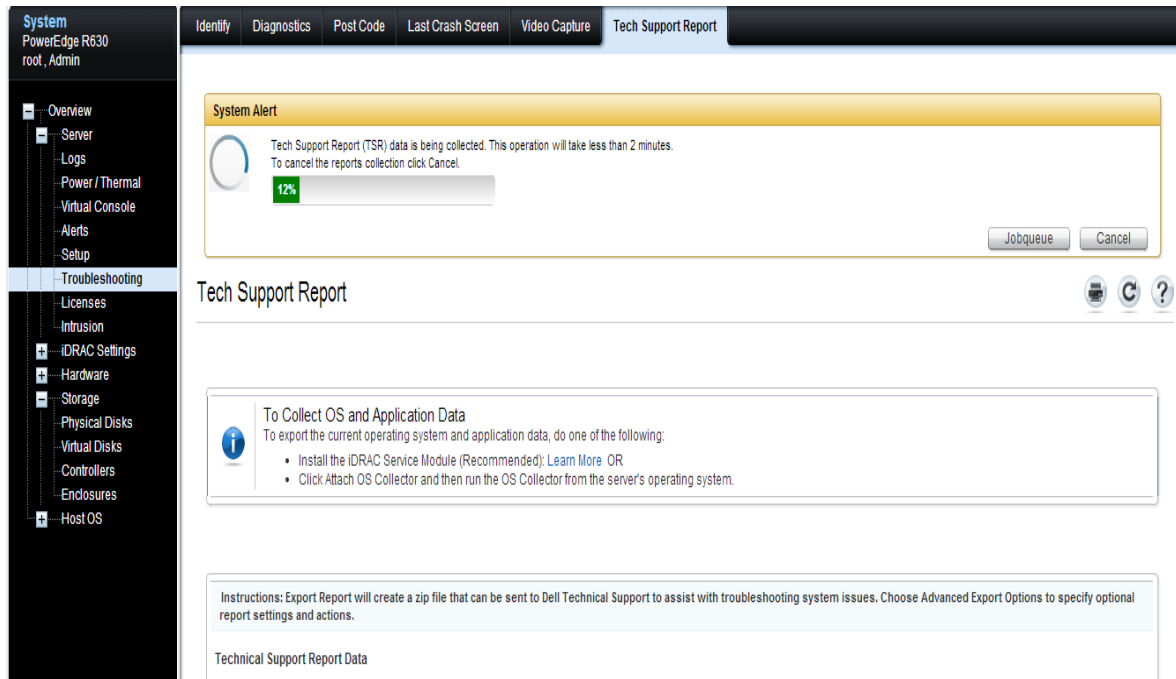 System
PowerEdge R630
root , Admin
Overview
Server
Logs
Power / Thermal
Virtual Console
Alerts
Setup
Troubleshooting
Licenses
Intrusion
iDRAC Settings
Hardware
Storage
Physical Disks
Virtual Disks
Controllers
Enclosures
Host OS
Identify Diagnostics Post Code Last Crash Screen Video Capture Tech Support Report
System Alert
Tech Support Report (TSR) data is being collected. This operation will take less than 2 minutes.
To cancel the reports collection click Cancel.
12%
Jobqueue Cancel
Tech Support Report
To Collect OS and Application Data
To export the current operating system and application data, do one of the following:
• Install the iDRAC Service Module (Recommended): Learn More OR
• Click Attach OS Collector and then run the OS Collector from the server's operating system.
Instructions: Export Report will create a zip file that can be sent to Dell Technical Support to assist with troubleshooting system issues. Choose Advanced Export Options to specify optional
report settings and actions.
Technical Support Report Data